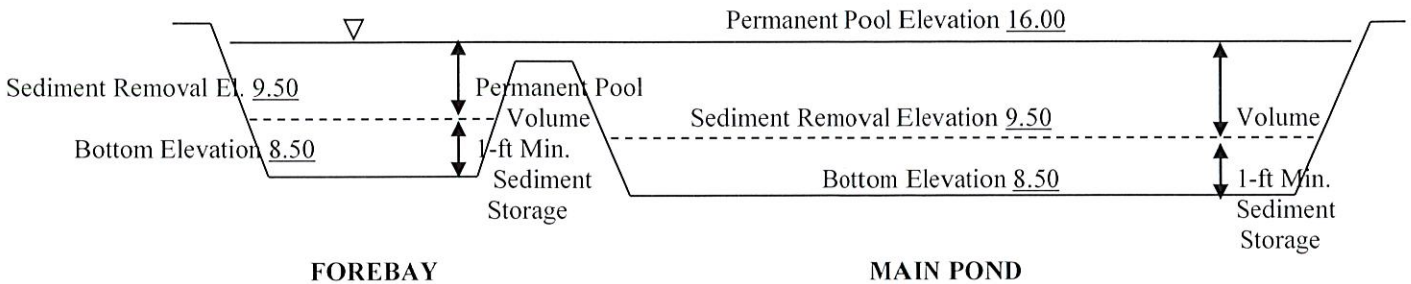 Permanent Pool Elevation 16.00
Sediment Removal El. 9.50
Permanent Pool
Volume
Sediment Removal Elevation 9.50
Volume
Bottom Elevation 8.50
1-ft Min.
Sediment
Storage
Bottom Elevation 8.50
1-ft Min.
Sediment
Storage
FOREBAY
MAIN POND